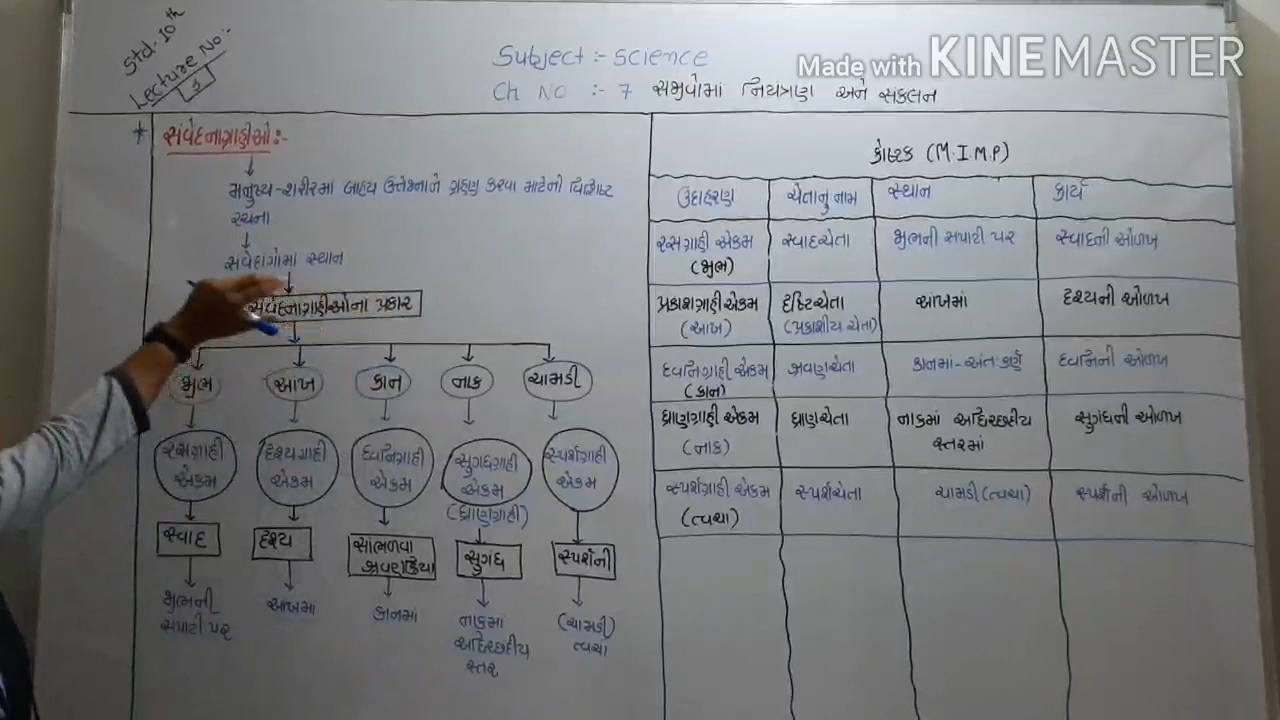 Std. 10th
Lecture No:-
3
Subject :- Science
Made with KINEMASTER
Ch NO :- 7 સજીવોમાં નિયંત્રણ અને સંકલન
* સંવેદનાગ્રાહીઓ :-
મનુષ્ય-શરીરમાં બાહ્ય ઉત્તેજનાને ગ્રહણ કરવા માટેની વિશિષ્ટ
રચના
સંવેદાંગોમાં સ્થાન
સંવેદનાગ્રાહીઓના પ્રકાર
જીભ આંખ કાન નાક ચામડી
રસગ્રાહી દૃશ્યગ્રાહી ધ્વનિગ્રાહી સુગંધગ્રાહી સ્પર્શગ્રાહી
એકમ એકમ એકમ એકમ એકમ
(ઘ્રાણગ્રાહી)
સ્વાદ દૃશ્ય સાંભળવા સુગંધ સ્પર્શની
શ્રવણક્રિયા
જીભની આંખમાં કાનમાં નાકમાં (ચામડી)
સપાટી પર અધિચ્છદીય ત્વચા
સ્તર
કોષ્ટક (M.I.M.P)
ઉદાહરણ ચેતાનું નામ સ્થાન કાર્ય
રસગ્રાહી એકમ સ્વાદચેતા જીભની સપાટી પર સ્વાદની ઓળખ
(જીભ)
પ્રકાશગ્રાહી એકમ દૃષ્ટિચેતા આંખમાં દૃશ્યની ઓળખ
(આંખ) (પ્રકાશીય ચેતા)
ધ્વનિગ્રાહી એકમ શ્રવણચેતા કાનમાં-અંતઃકર્ણ ધ્વનિની ઓળખ
(કાન)
ઘ્રાણગ્રાહી એકમ ઘ્રાણચેતા નાકમાં અધિચ્છદીય સુગંધની ઓળખ
(નાક) સ્તરમાં
સ્પર્શગ્રાહી એકમ સ્પર્શચેતા ચામડી(ત્વચા) સ્પર્શની ઓળખ
(ત્વચા)